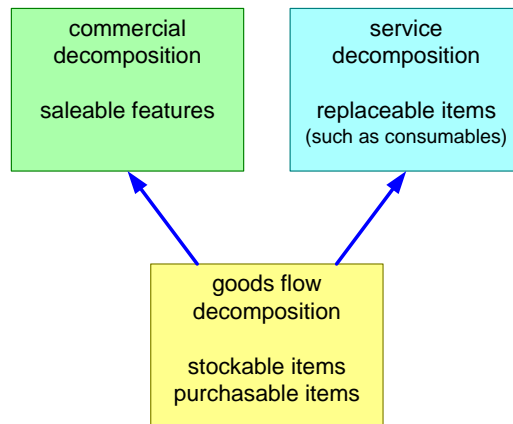 commercial
decomposition
saleable features
service
decomposition
replaceable items
(such as consumables)
goods flow
decomposition
stockable items
purchasable items